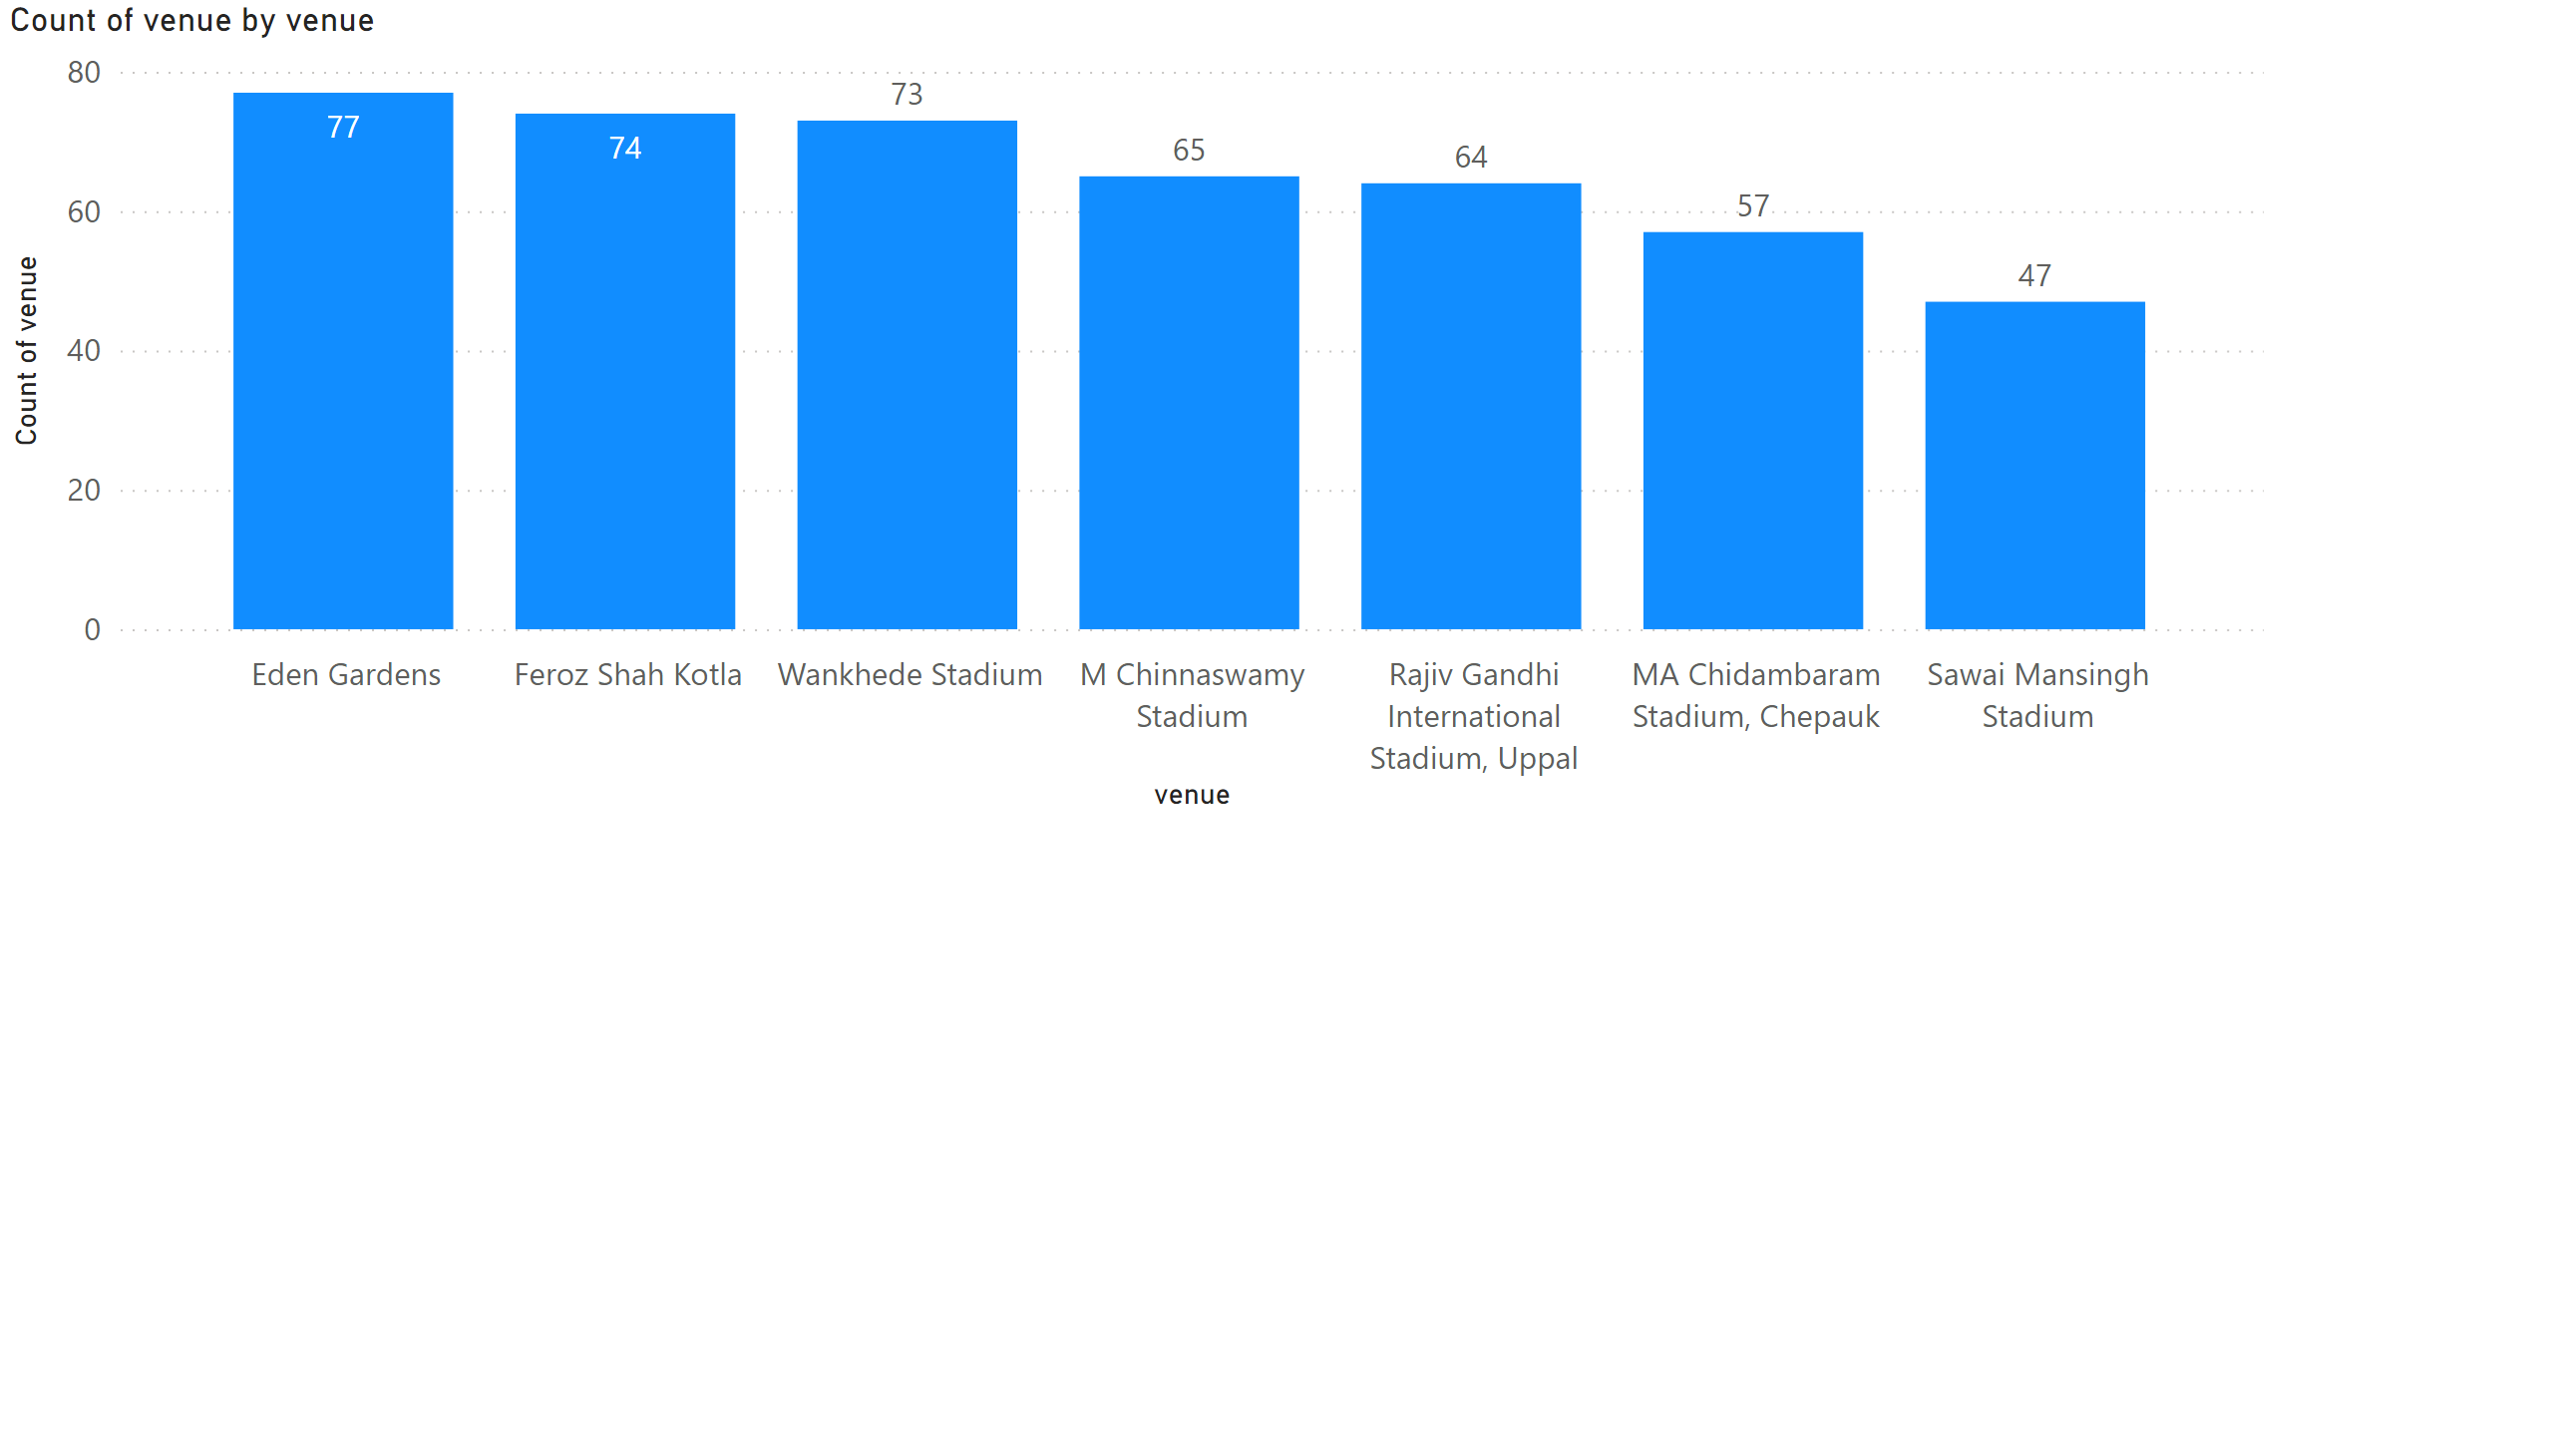 Count of venue by venue
80
60
40
20
0
Count of venue
77
74
73
65
64
57
47
Eden Gardens
Feroz Shah Kotla
Wankhede Stadium
M Chinnaswamy
Stadium
Rajiv Gandhi
International
Stadium, Uppal
MA Chidambaram
Stadium, Chepauk
Sawai Mansingh
Stadium
venue